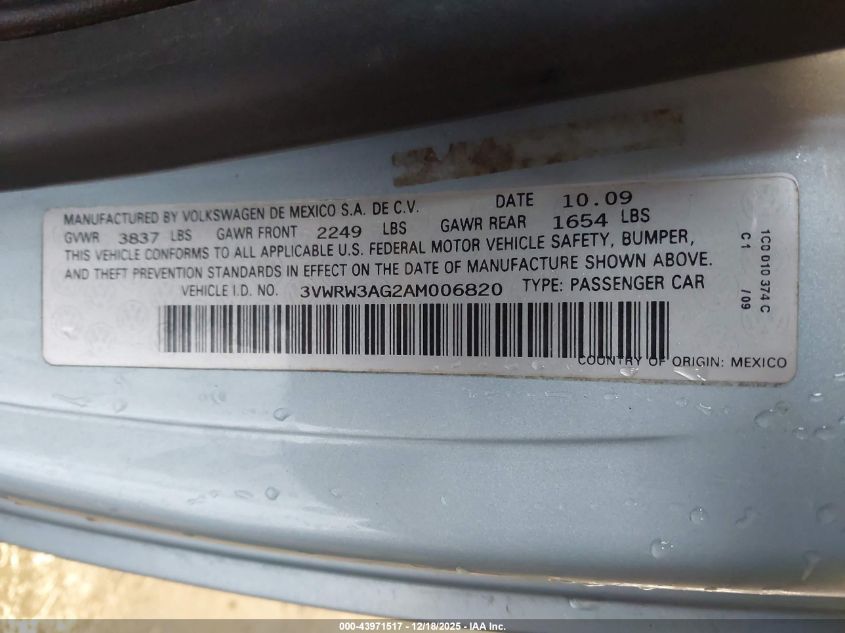 MANUFACTURED BY VOLKSWAGEN DE MEXICO S.A. DE C.V. DATE 10.09
GVWR 3837 LBS GAWR FRONT 2249 LBS GAWR REAR 1654 LBS
THIS VEHICLE CONFORMS TO ALL APPLICABLE U.S. FEDERAL MOTOR VEHICLE SAFETY, BUMPER,
AND THEFT PREVENTION STANDARDS IN EFFECT ON THE DATE OF MANUFACTURE SHOWN ABOVE.
VEHICLE I.D. NO. 3VWRW3AG2AM006820 TYPE: PASSENGER CAR
COUNTRY OF ORIGIN: MEXICO
1C0 010 374 C
C1 /09
000-43971517 - 12/18/2025 - IAA Inc.